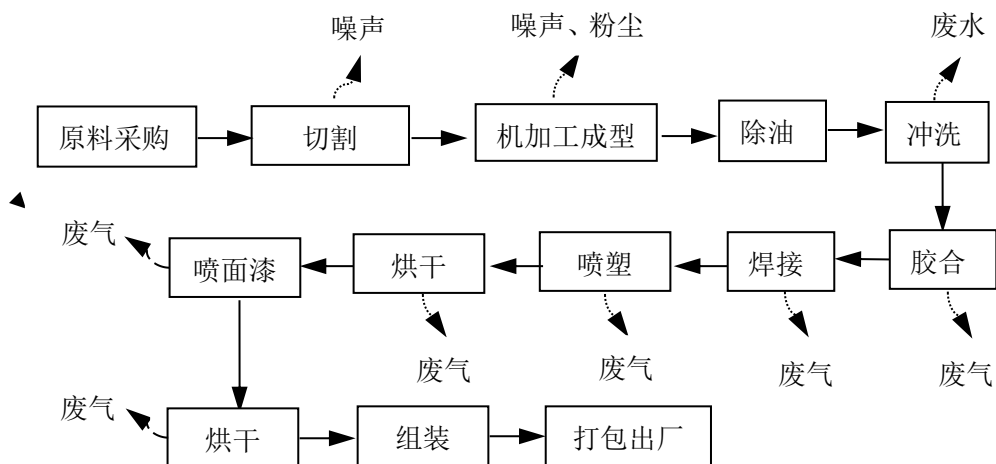 噪声
噪声、粉尘
废水
原料采购
切割
机加工成型
除油
冲洗
废气
喷面漆
烘干
喷塑
焊接
胶合
废气
废气
废气
废气
废气
烘干
组装
打包出厂